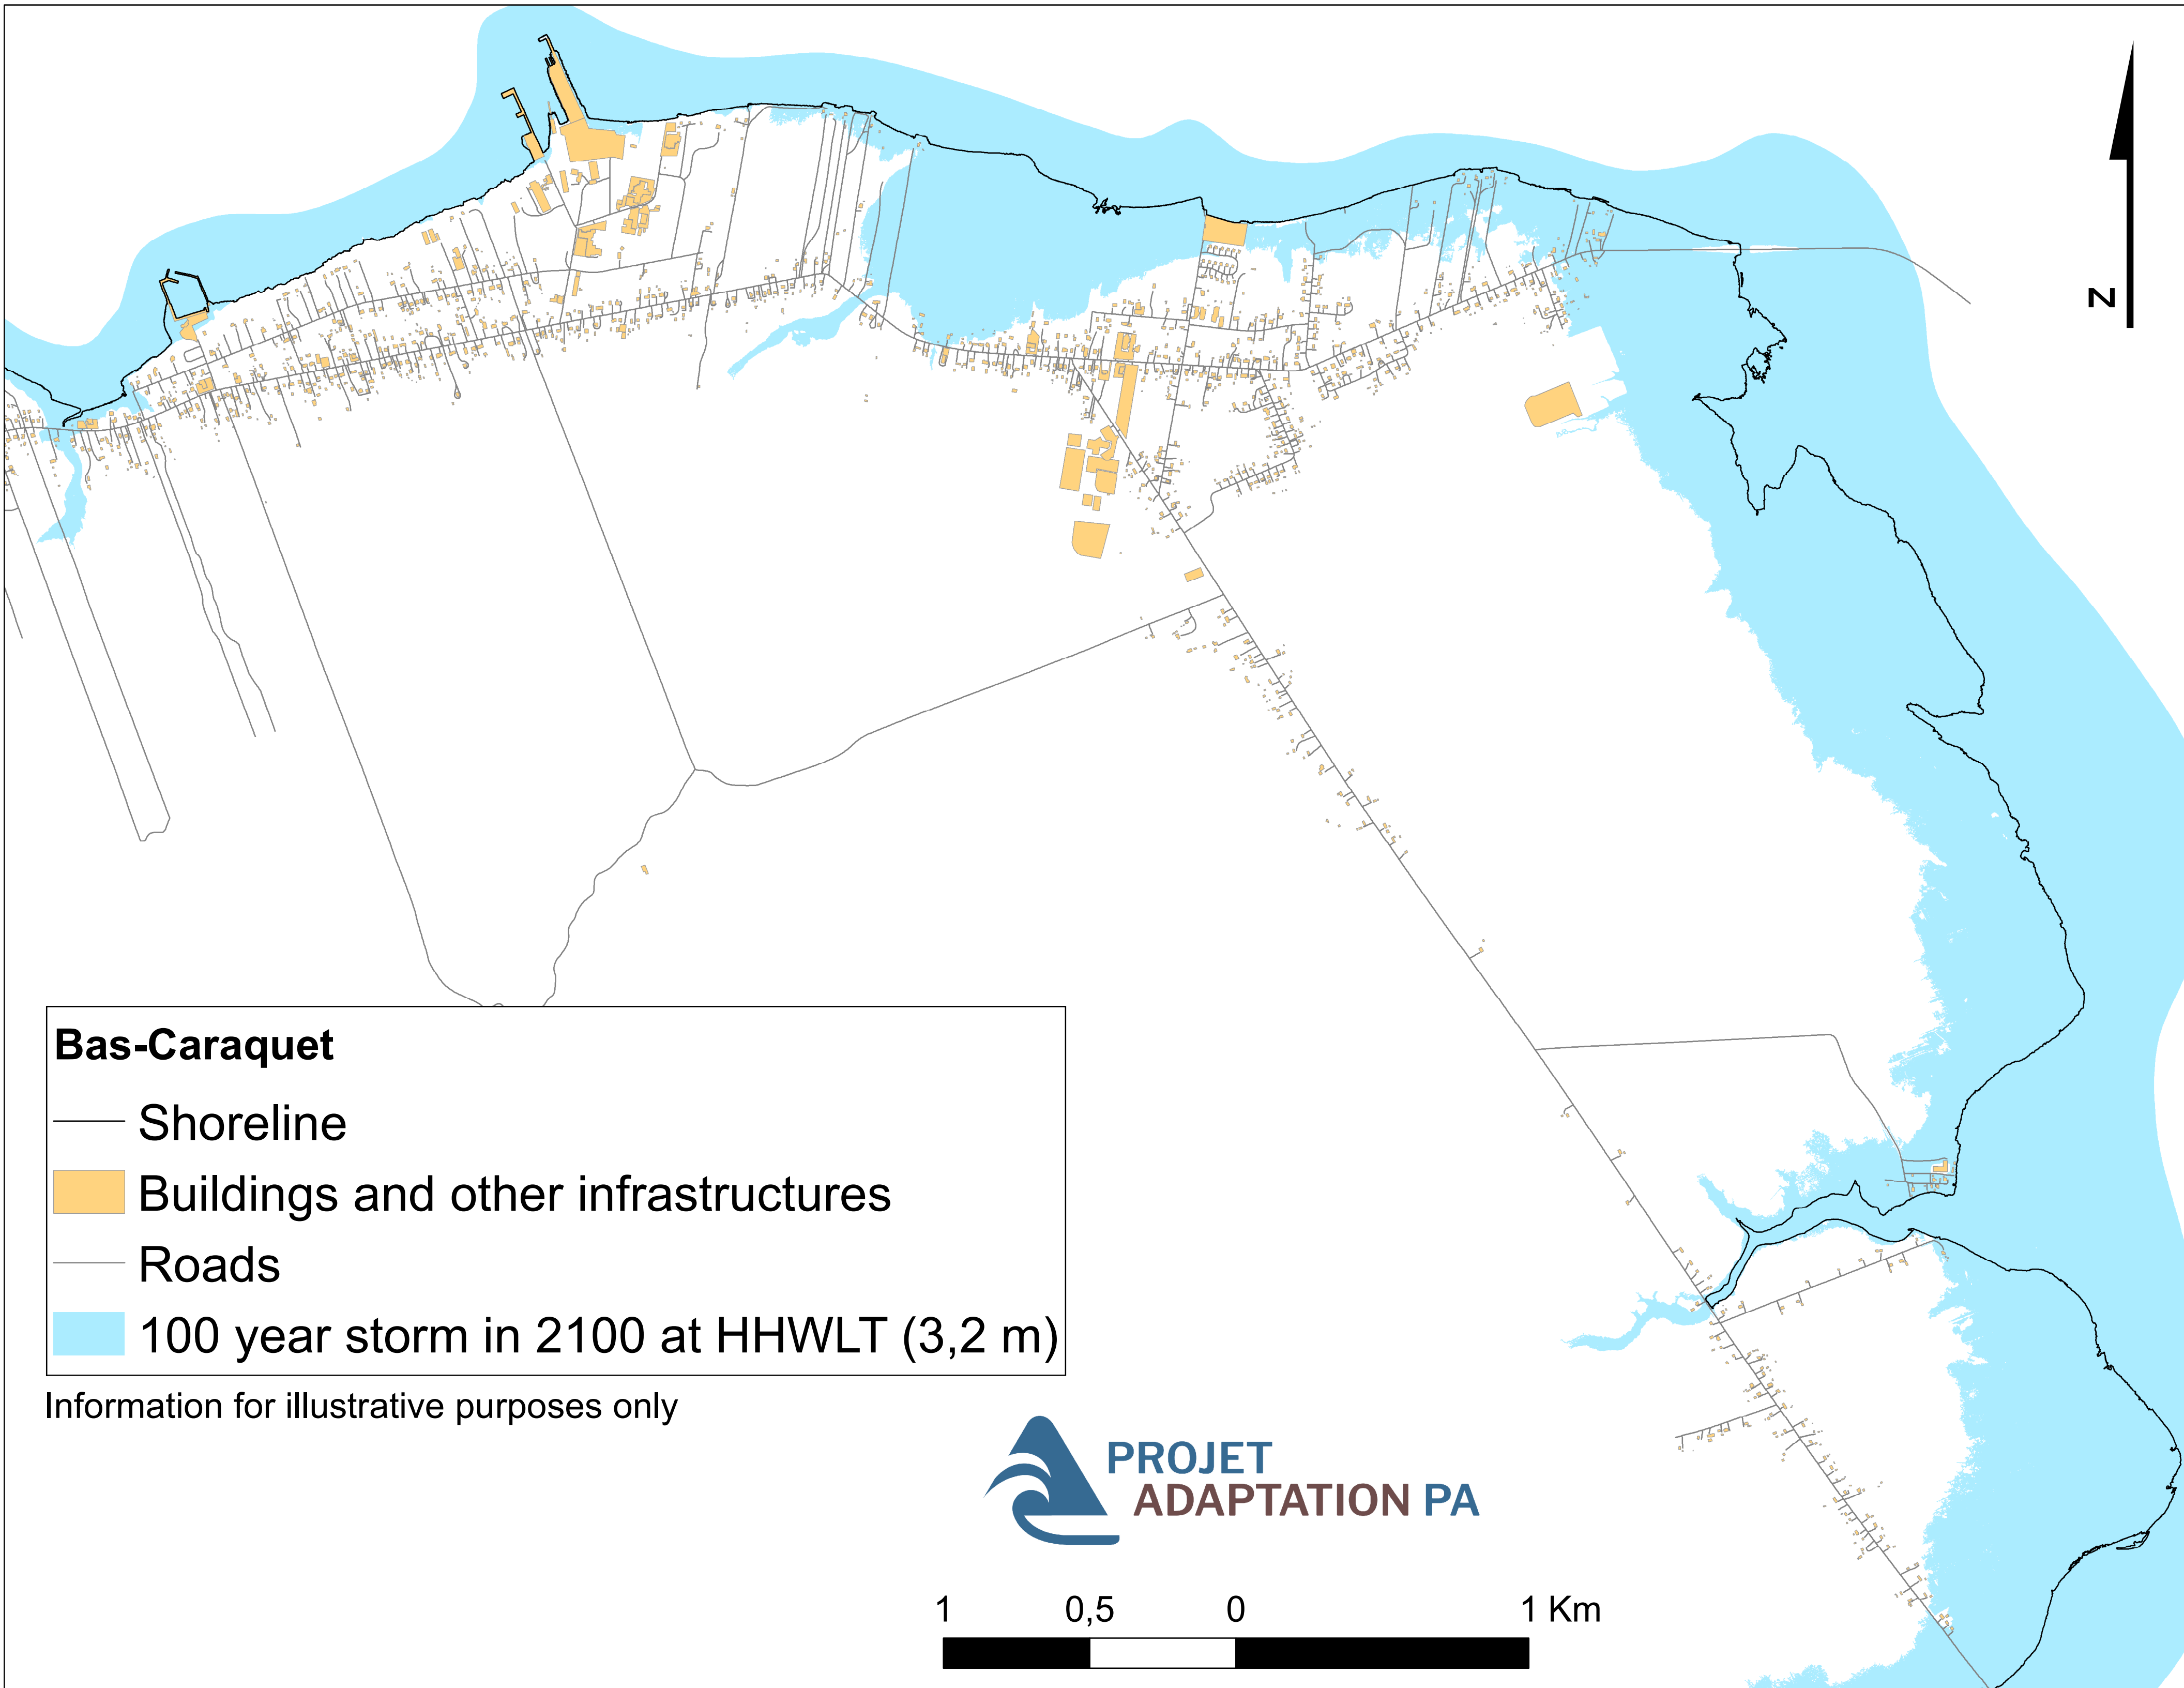 N
Bas-Caraquet
Shoreline
Buildings and other infrastructures
Roads
100 year storm in 2100 at HHWLT (3,2 m)
Information for illustrative purposes only
PROJET
ADAPTATION PA
1 0,5 0 1 Km